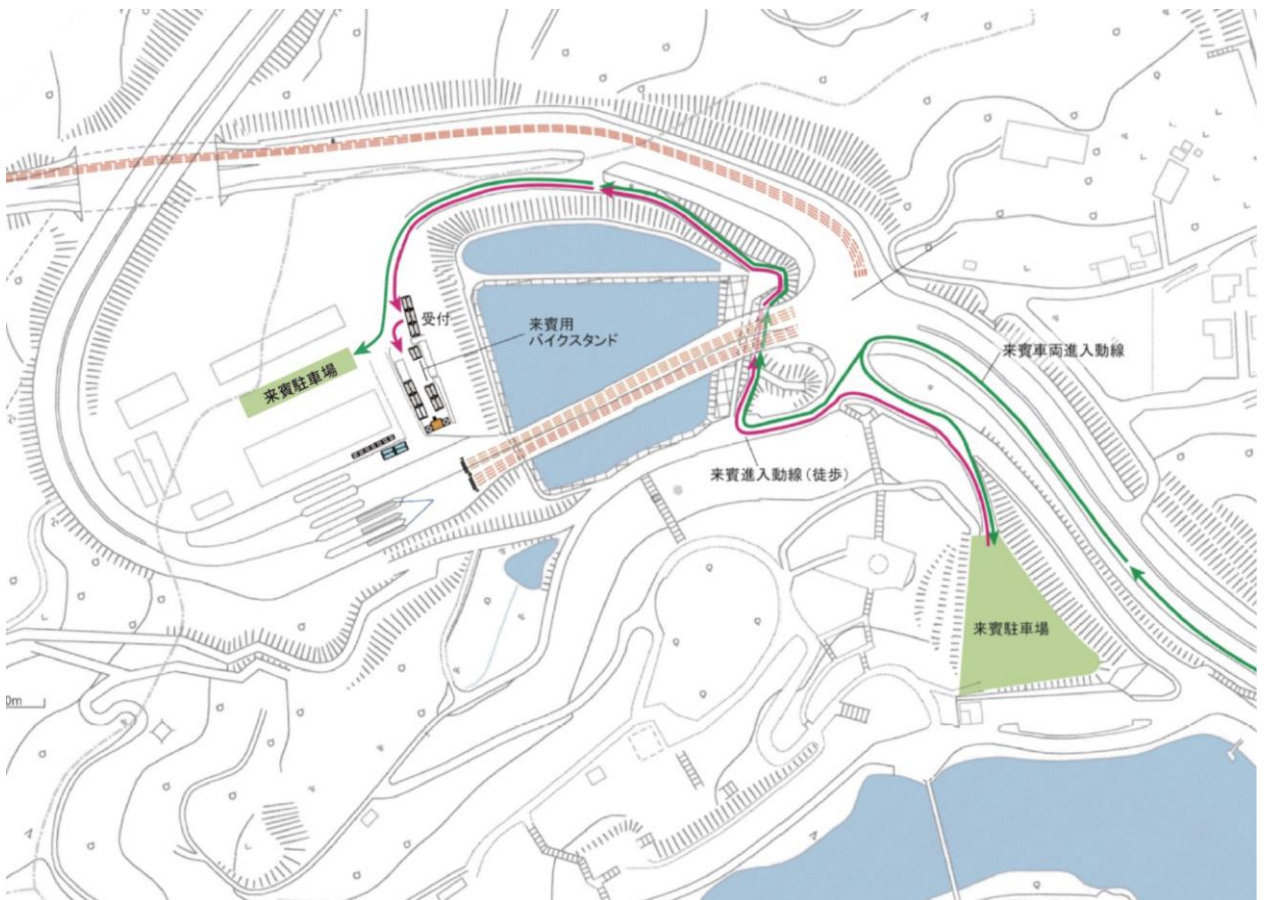 受付
来賓用
バイクスタンド
来賓車両進入動線
来賓駐車場
来賓進入動線（徒歩）
来賓駐車場
0m